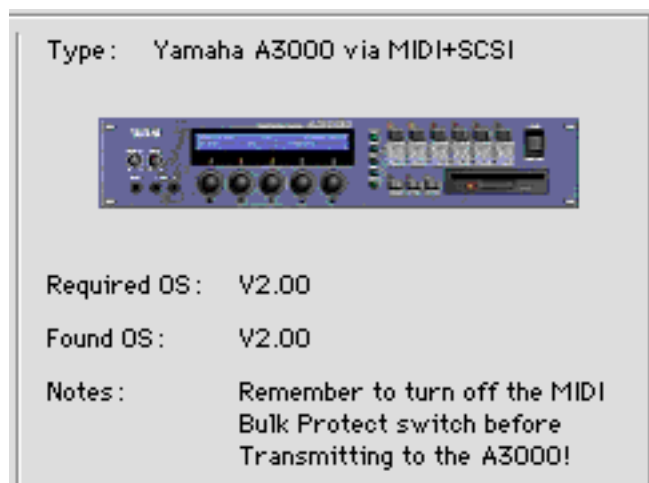 Type: Yamaha A3000 via MIDI+SCSI
YAMAHA
Required OS: V2.00
Found OS: V2.00
Notes: Remember to turn off the MIDI
Bulk Protect switch before
Transmitting to the A3000!